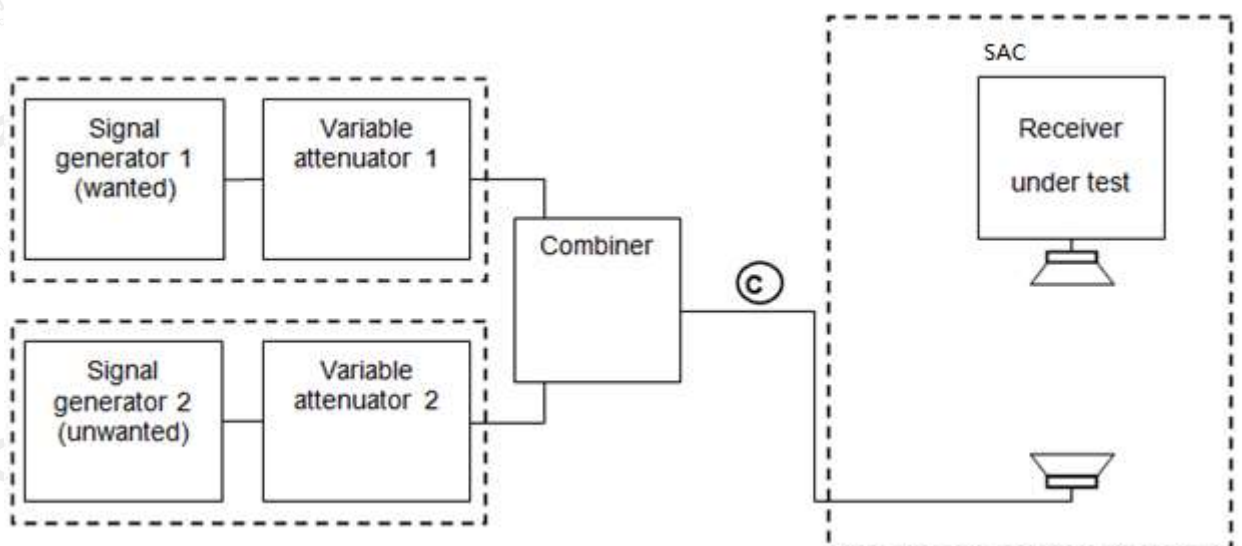 SAC
Signal
generator 1
(wanted)
Variable
attenuator 1
Receiver
under test
Combiner
C
Signal
generator 2
(unwanted)
Variable
attenuator 2